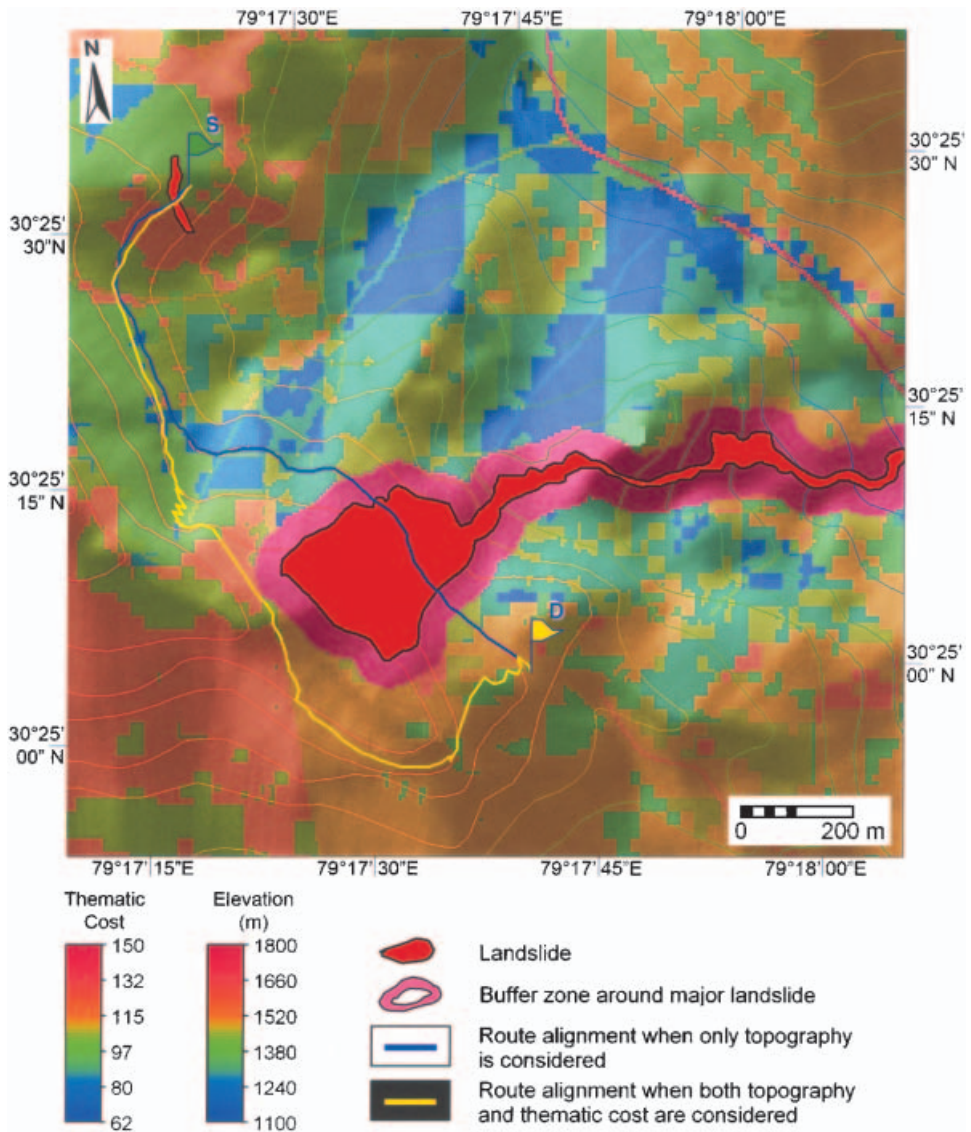 79°17'30"E 79°17'45"E 79°18'00"E
N
S
30°25'
30" N
30°25'
30"N
30°25'
15" N
30°25'
15" N
D
30°25'
00" N
30°25'
00" N
0 200 m
79°17'15"E 79°17'30"E 79°17'45"E 79°18'00"E
Thematic
Cost
150
132
115
97
80
62
Elevation
(m)
1800
1660
1520
1380
1240
1100
Landslide
Buffer zone around major landslide
Route alignment when only topography
is considered
Route alignment when both topography
and thematic cost are considered